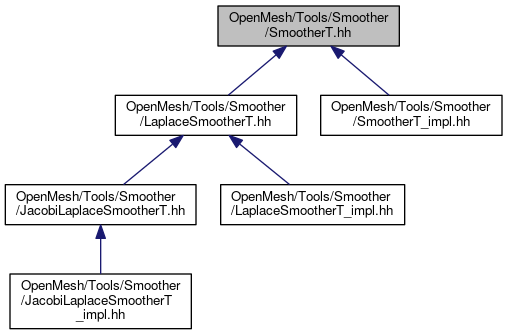 OpenMesh/Tools/Smoother
/SmootherT.hh
OpenMesh/Tools/Smoother
/LaplaceSmootherT.hh
OpenMesh/Tools/Smoother
/SmootherT_impl.hh
OpenMesh/Tools/Smoother
/JacobiLaplaceSmootherT.hh
OpenMesh/Tools/Smoother
/LaplaceSmootherT_impl.hh
OpenMesh/Tools/Smoother
/JacobiLaplaceSmootherT
_impl.hh